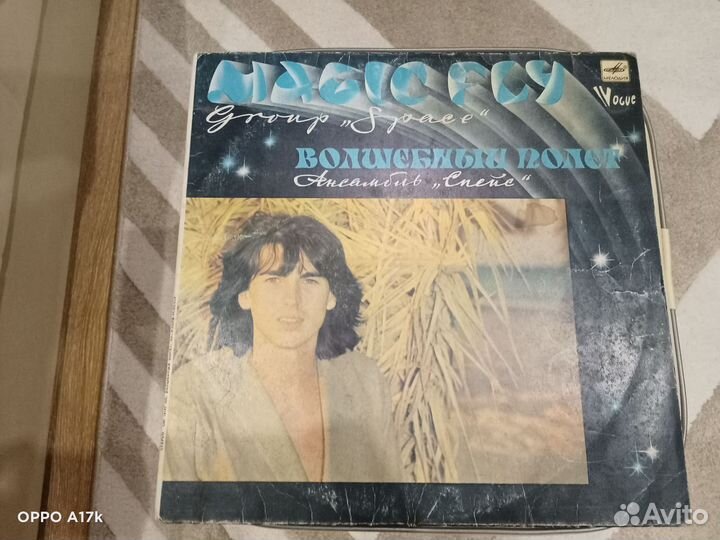 MAGIC FLY
Group „Space“
ВОЛШЕБНЫЙ ПОЛЕТ
Ансамбль „Спейс“
МЕЛОДИЯ
Vogue
OPPO A17k
Avito